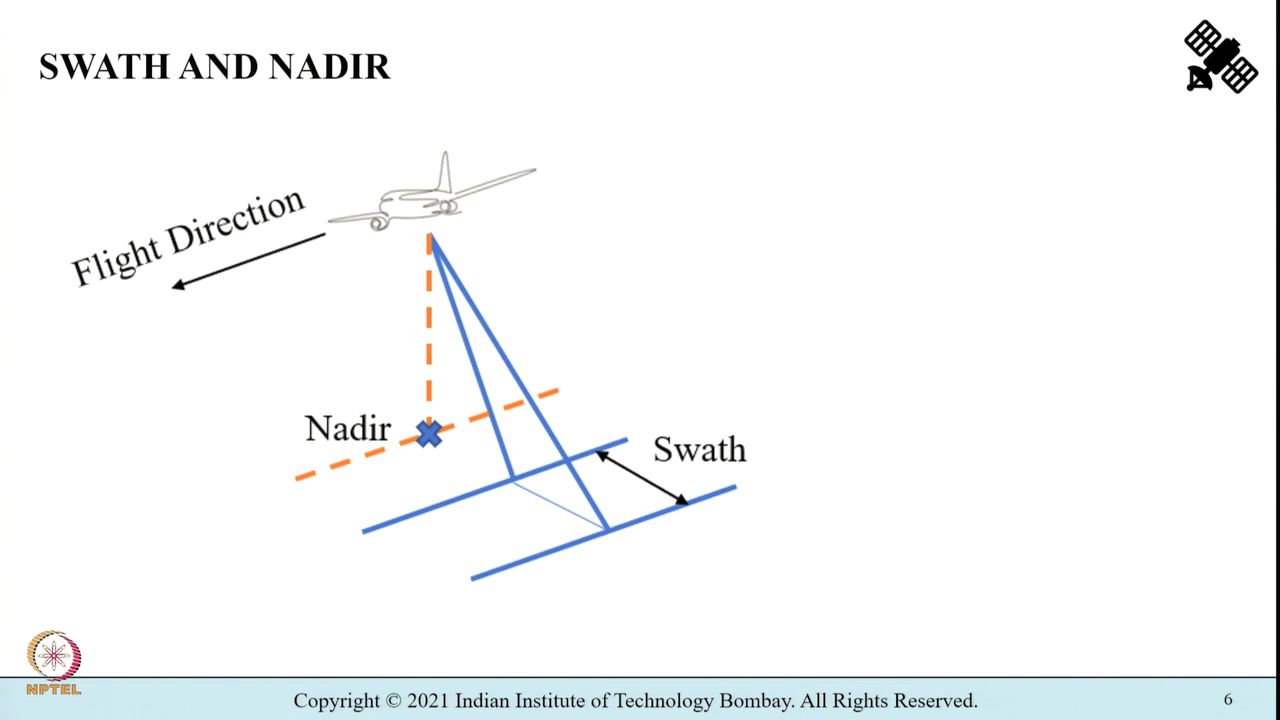 SWATH AND NADIR
Flight Direction
Nadir
Swath
NPTEL
Copyright © 2021 Indian Institute of Technology Bombay. All Rights Reserved.
6